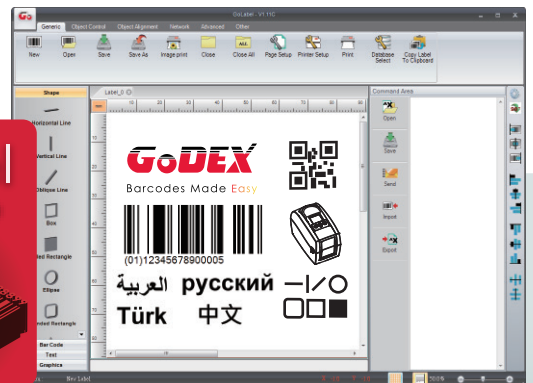 GoLabel - V1.11C
Go
Generic Object Control Object Alignment Network Advanced Other
New Open Save Save As Image print Close Close All Page Setup Printer Setup Print Database Select Copy Label To Clipboard
ALL
Shape
Label_0
Command Area
Horizontal Line
Vertical Line
Oblique Line
Box
Ellipse
Bar Code
Text
Graphics
Open
Save
Send
Import
Export
GoDEX
Barcodes Made Easy
(01)12345678900005
العربية русский
Türk 中文
New Label